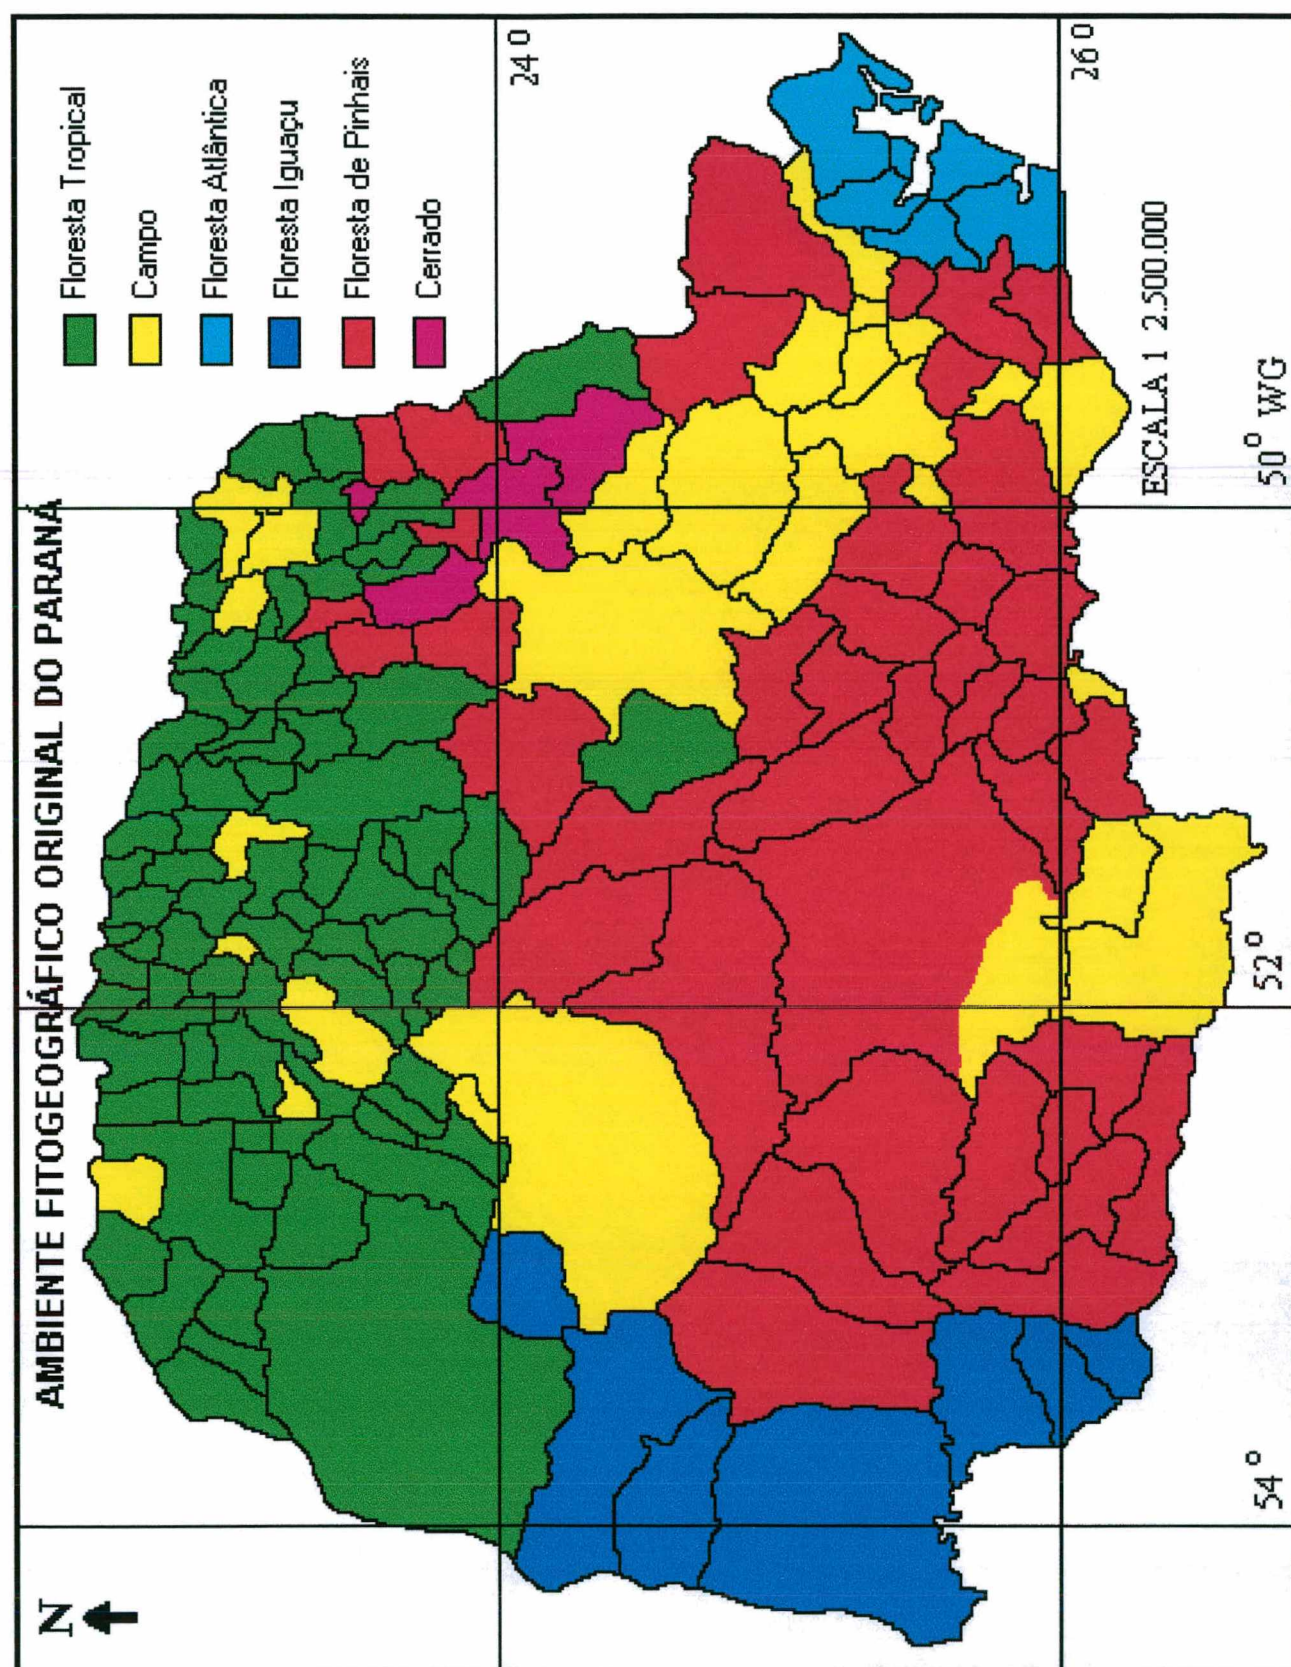 AMBIENTE FITOGEOGRÁFICO ORIGINAL DO PARANÁ
Floresta Tropical
Campo
Floresta Atlântica
Floresta Iguaçu
Floresta de Pinhais
Cerrado
N
24 0
26 0
ESCALA 1 2.500.000
54 o
52 o
50 o WG